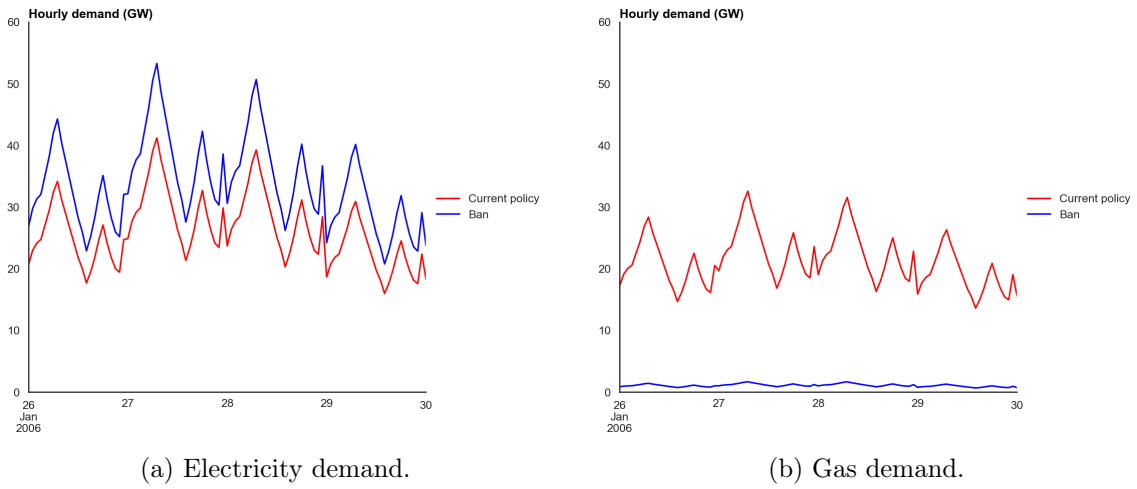 Hourly demand (GW)
60
50
40
30
20
10
0
26
Jan
2006
27
28
29
30
Current policy
Ban
(a) Electricity demand.
Hourly demand (GW)
60
50
40
30
20
10
0
26
Jan
2006
27
28
29
30
Current policy
Ban
(b) Gas demand.